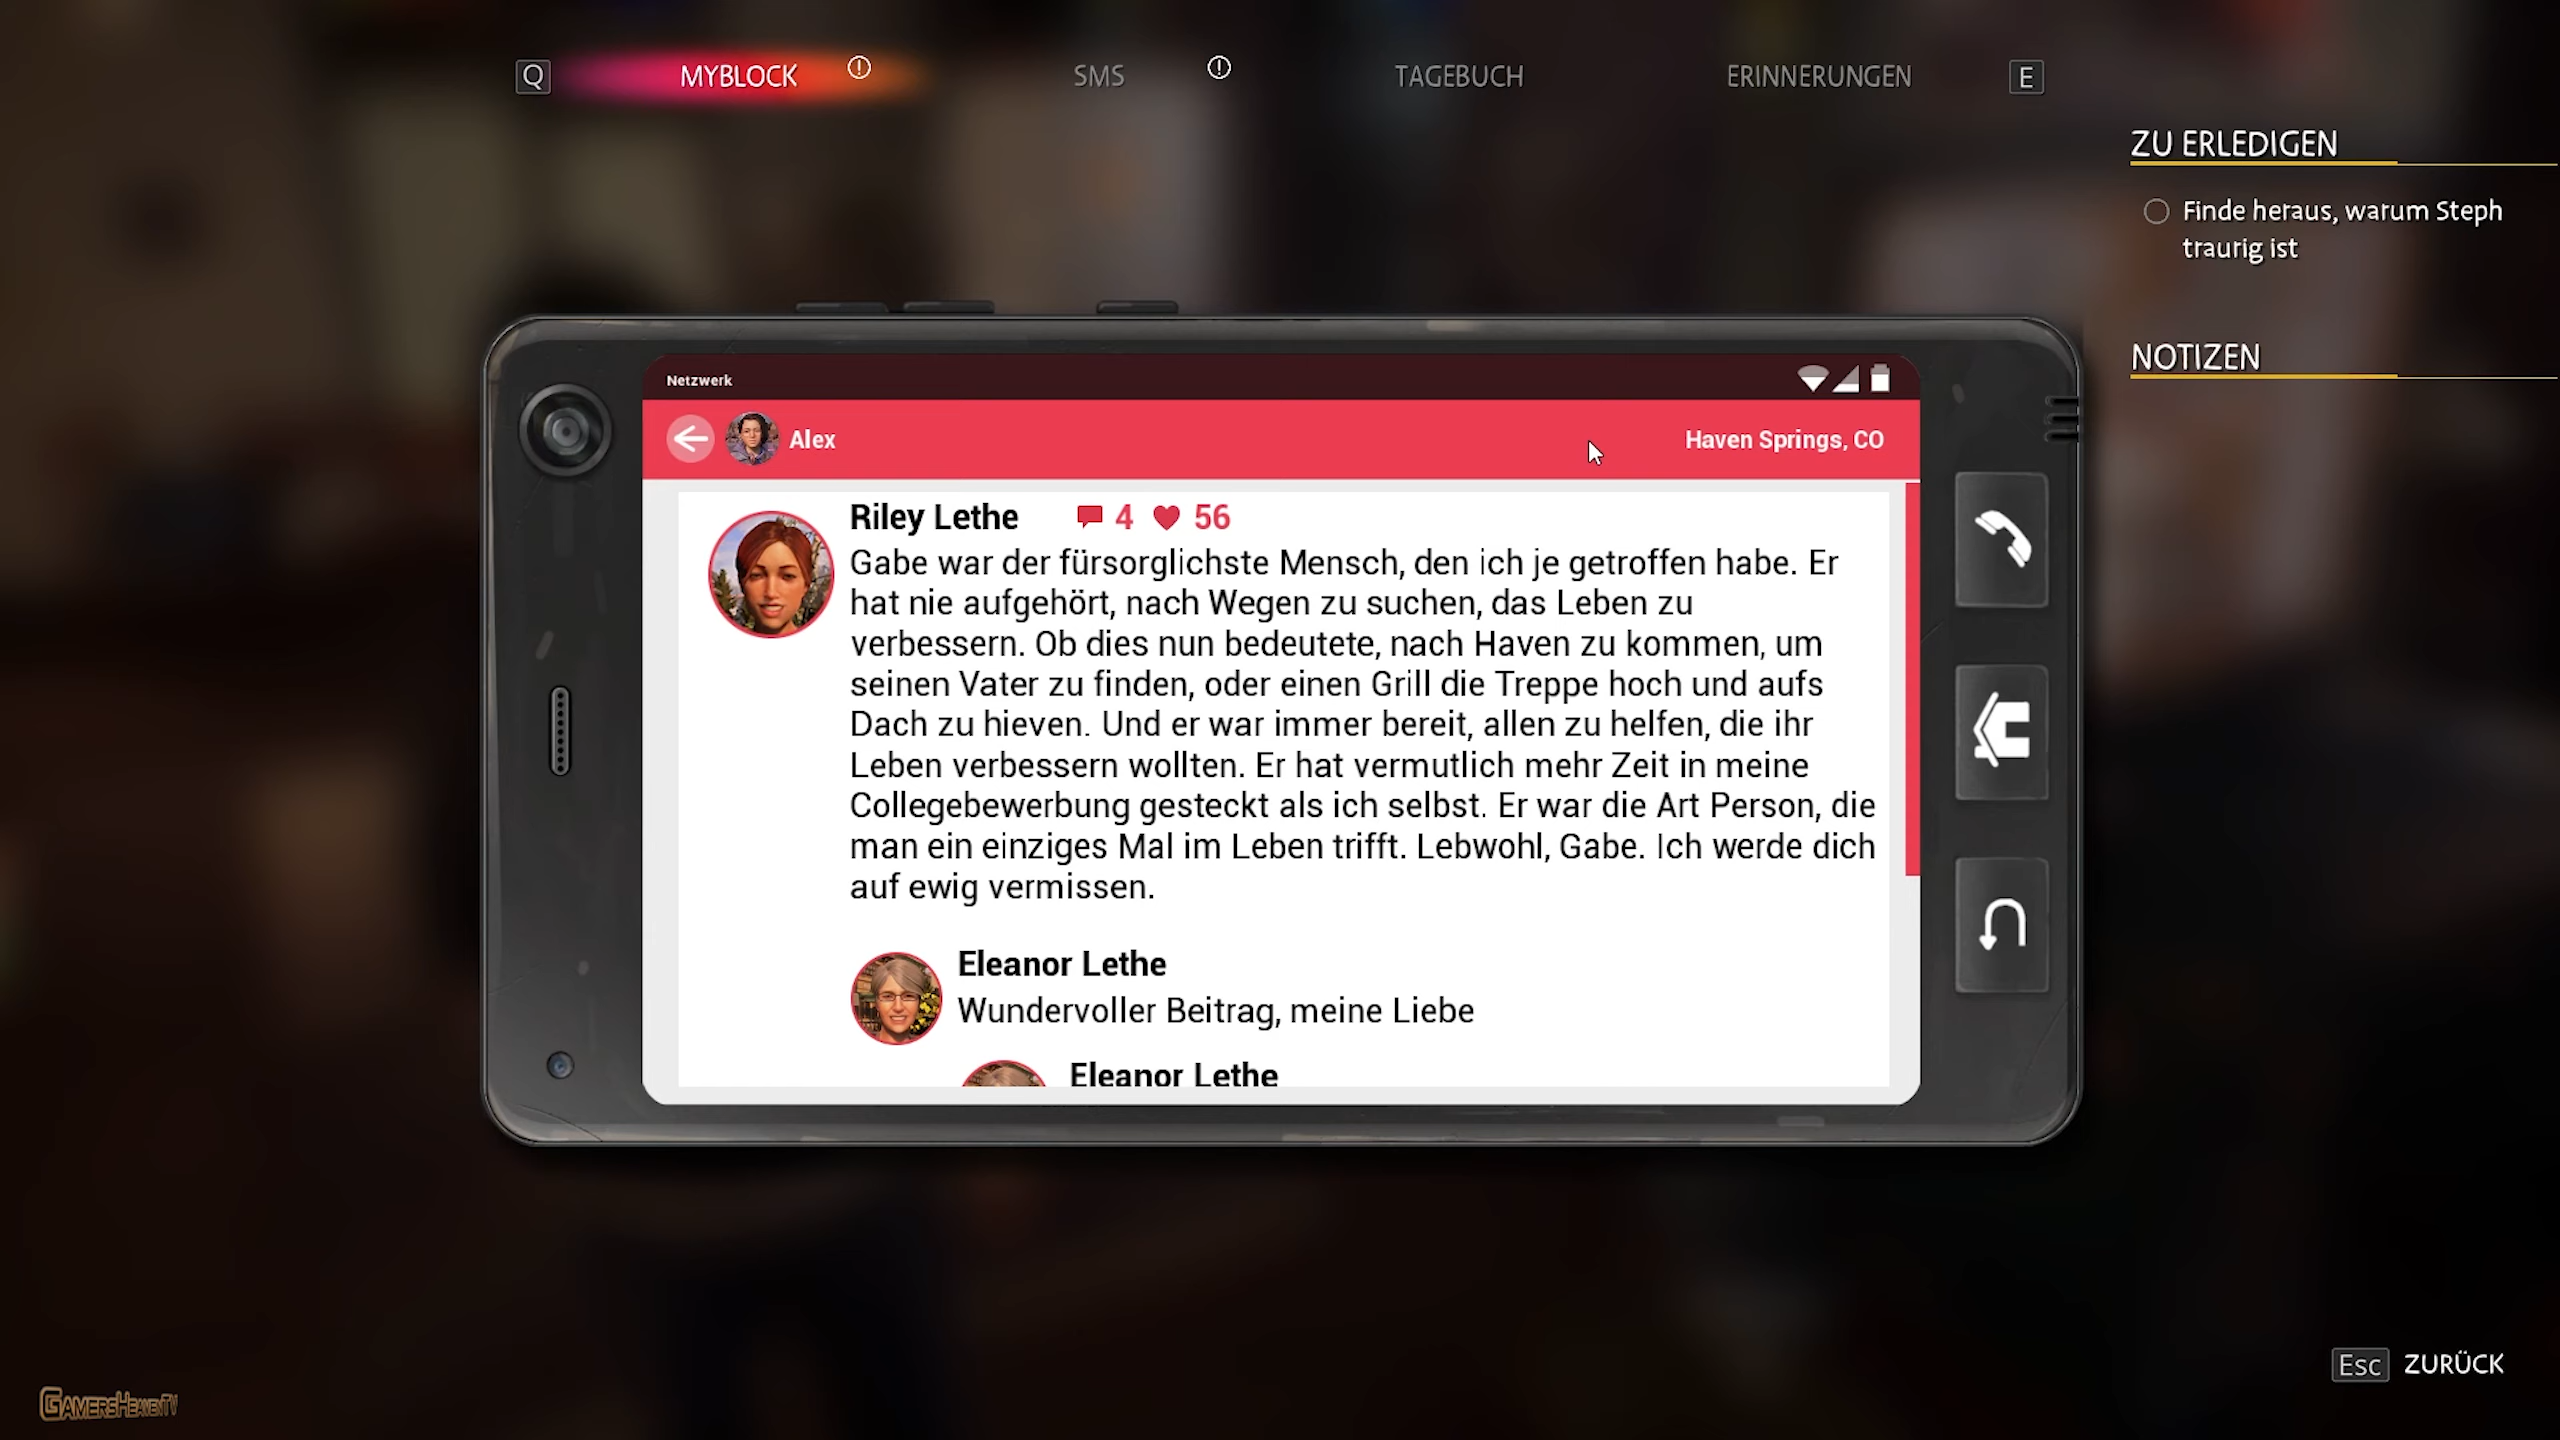 Q MYBLOCK SMS TAGEBUCH ERINNERUNGEN E
ZU ERLEDIGEN
Finde heraus, warum Steph
traurig ist
NOTIZEN
Netzwerk
Alex Haven Springs, CO
Riley Lethe 4 56
Gabe war der fürsorglichste Mensch, den ich je getroffen habe. Er
hat nie aufgehört, nach Wegen zu suchen, das Leben zu
verbessern. Ob dies nun bedeutete, nach Haven zu kommen, um
seinen Vater zu finden, oder einen Grill die Treppe hoch und aufs
Dach zu hieven. Und er war immer bereit, allen zu helfen, die ihr
Leben verbessern wollten. Er hat vermutlich mehr Zeit in meine
Collegebewerbung gesteckt als ich selbst. Er war die Art Person, die
man ein einziges Mal im Leben trifft. Lebwohl, Gabe. Ich werde dich
auf ewig vermissen.
Eleanor Lethe
Wundervoller Beitrag, meine Liebe
Eleanor Lethe
Esc ZURÜCK
GAMERSHEAVENTV